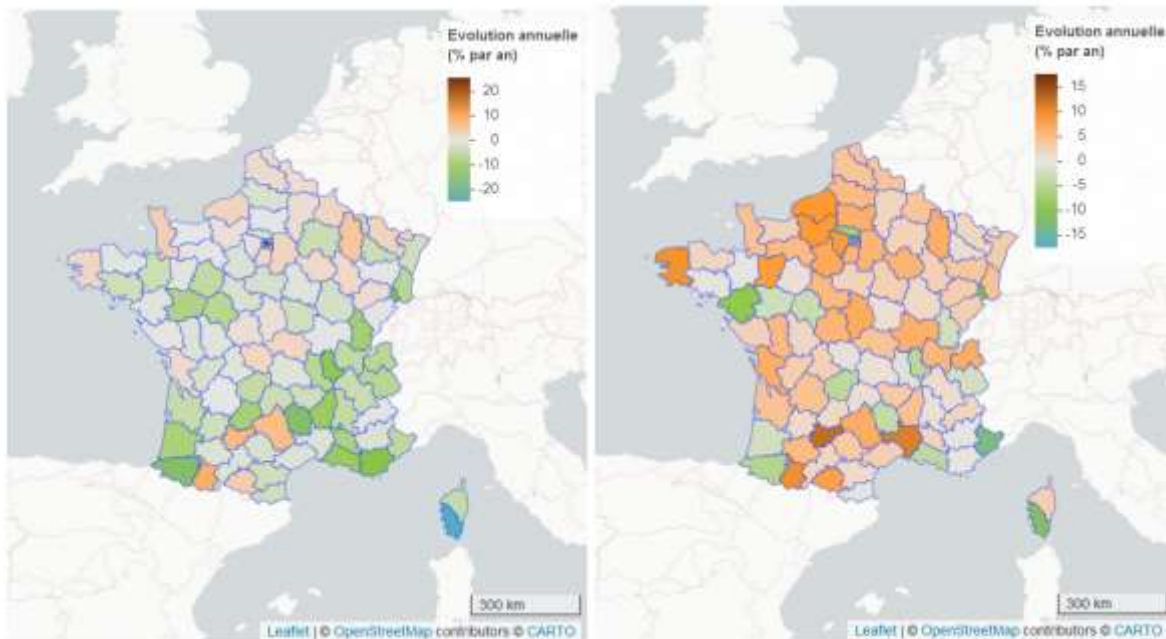 Evolution annuelle
(% par an)
20
10
0
-10
-20
300 km
Leaflet | © OpenStreetMap contributors © CARTO
Evolution annuelle
(% par an)
15
10
5
0
-5
-10
-15
300 km
Leaflet | © OpenStreetMap contributors © CARTO